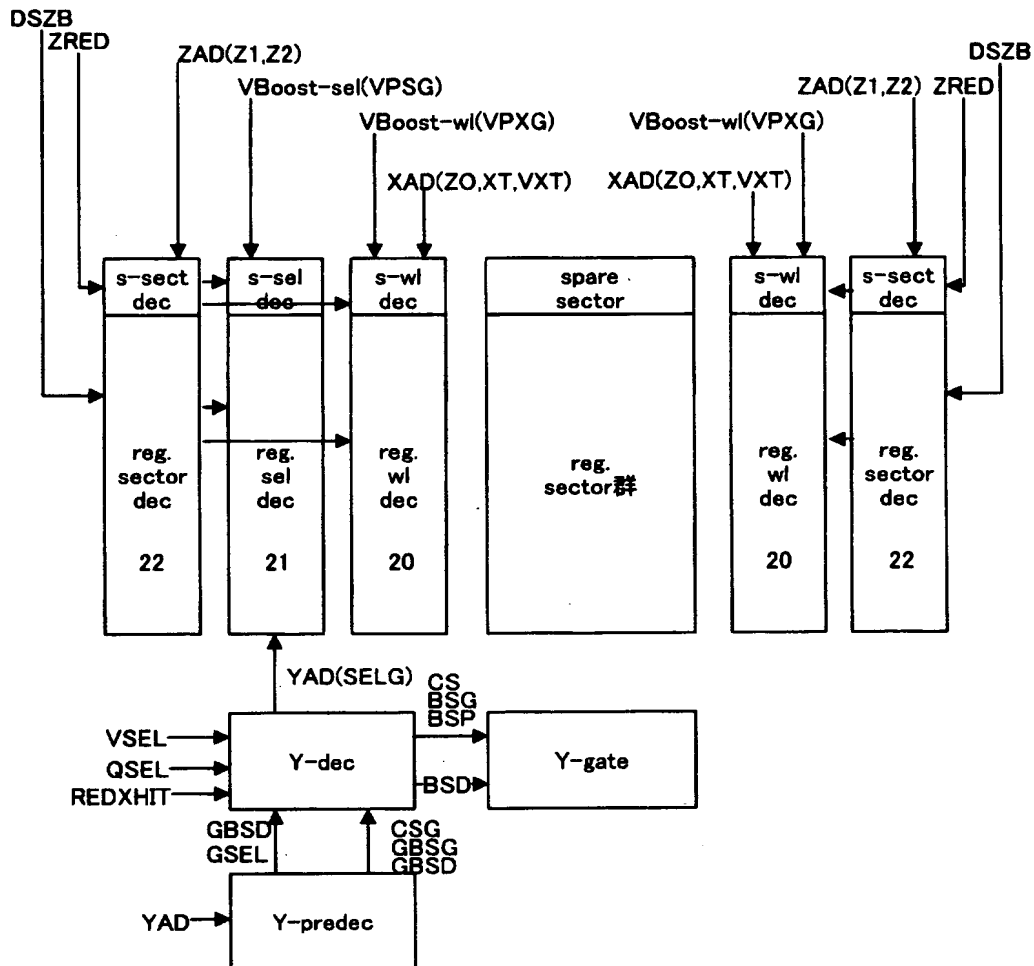 DSZB
ZRED
ZAD(Z1,Z2)
VBoost-sel(VPSG)
VBoost-wl(VPXG)
XAD(ZO,XT,VXT)
DSZB
ZAD(Z1,Z2) ZRED
VBoost-wl(VPXG)
XAD(ZO,XT,VXT)
s-sect
dec
s-sel
dec
s-wl
dec
spare
sector
s-wl
dec
s-sect
dec
reg.
sector
dec
22
reg.
sel
dec
21
reg.
wl
dec
20
reg.
sector群
reg.
wl
dec
20
reg.
sector
dec
22
YAD(SELG)
CS
BSG
BSP
VSEL
QSEL
REDXHIT
Y-dec
BSD
Y-gate
GBSD
GSEL
CSG
GBSG
GBSD
YAD
Y-predec